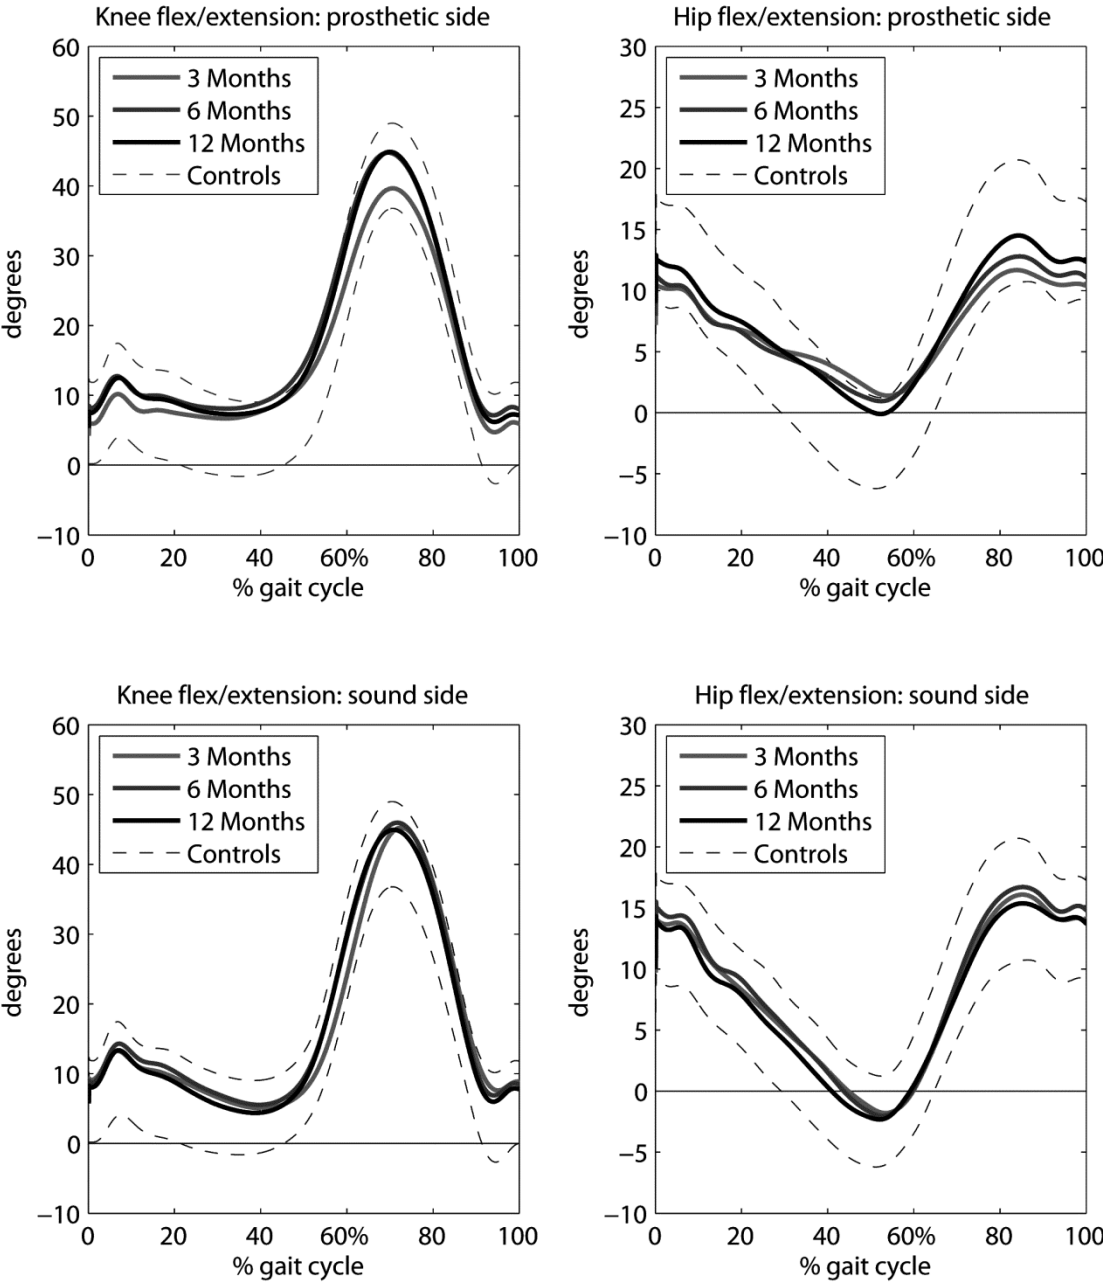 Knee flex/extension: prosthetic side
60
50
40
30
20
10
0
−10
degrees
3 Months
6 Months
12 Months
Controls
0 20 40 60% 80 100
% gait cycle
Hip flex/extension: prosthetic side
30
25
20
15
10
5
0
−5
−10
degrees
3 Months
6 Months
12 Months
Controls
0 20 40 60% 80 100
% gait cycle
Knee flex/extension: sound side
60
50
40
30
20
10
0
−10
degrees
3 Months
6 Months
12 Months
Controls
0 20 40 60% 80 100
% gait cycle
Hip flex/extension: sound side
30
25
20
15
10
5
0
−5
−10
degrees
3 Months
6 Months
12 Months
Controls
0 20 40 60% 80 100
% gait cycle